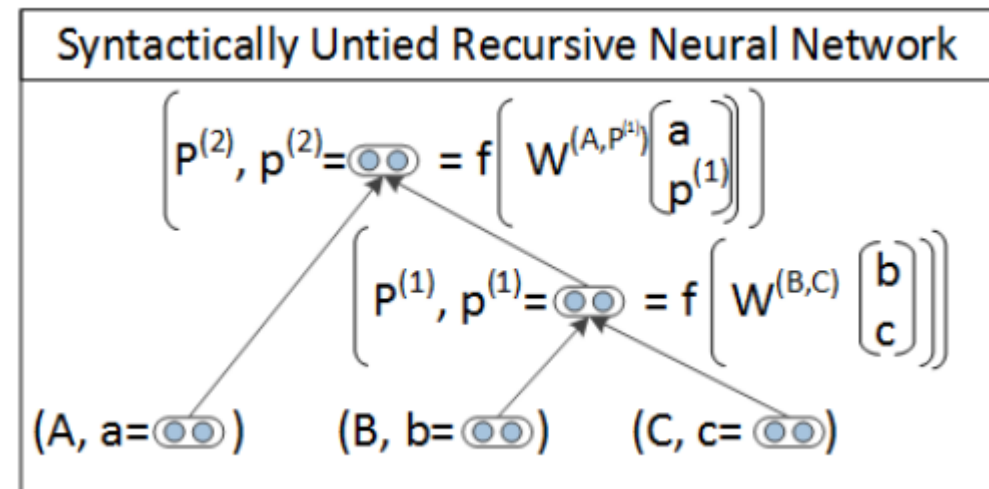 Syntactically Untied Recursive Neural Network
(P^(2), p^(2)= = f( W^(A,P^(1)) (a p^(1))))
(P^(1), p^(1)= = f( W^(B,C) (b c)))
(A, a= ) (B, b= ) (C, c= )